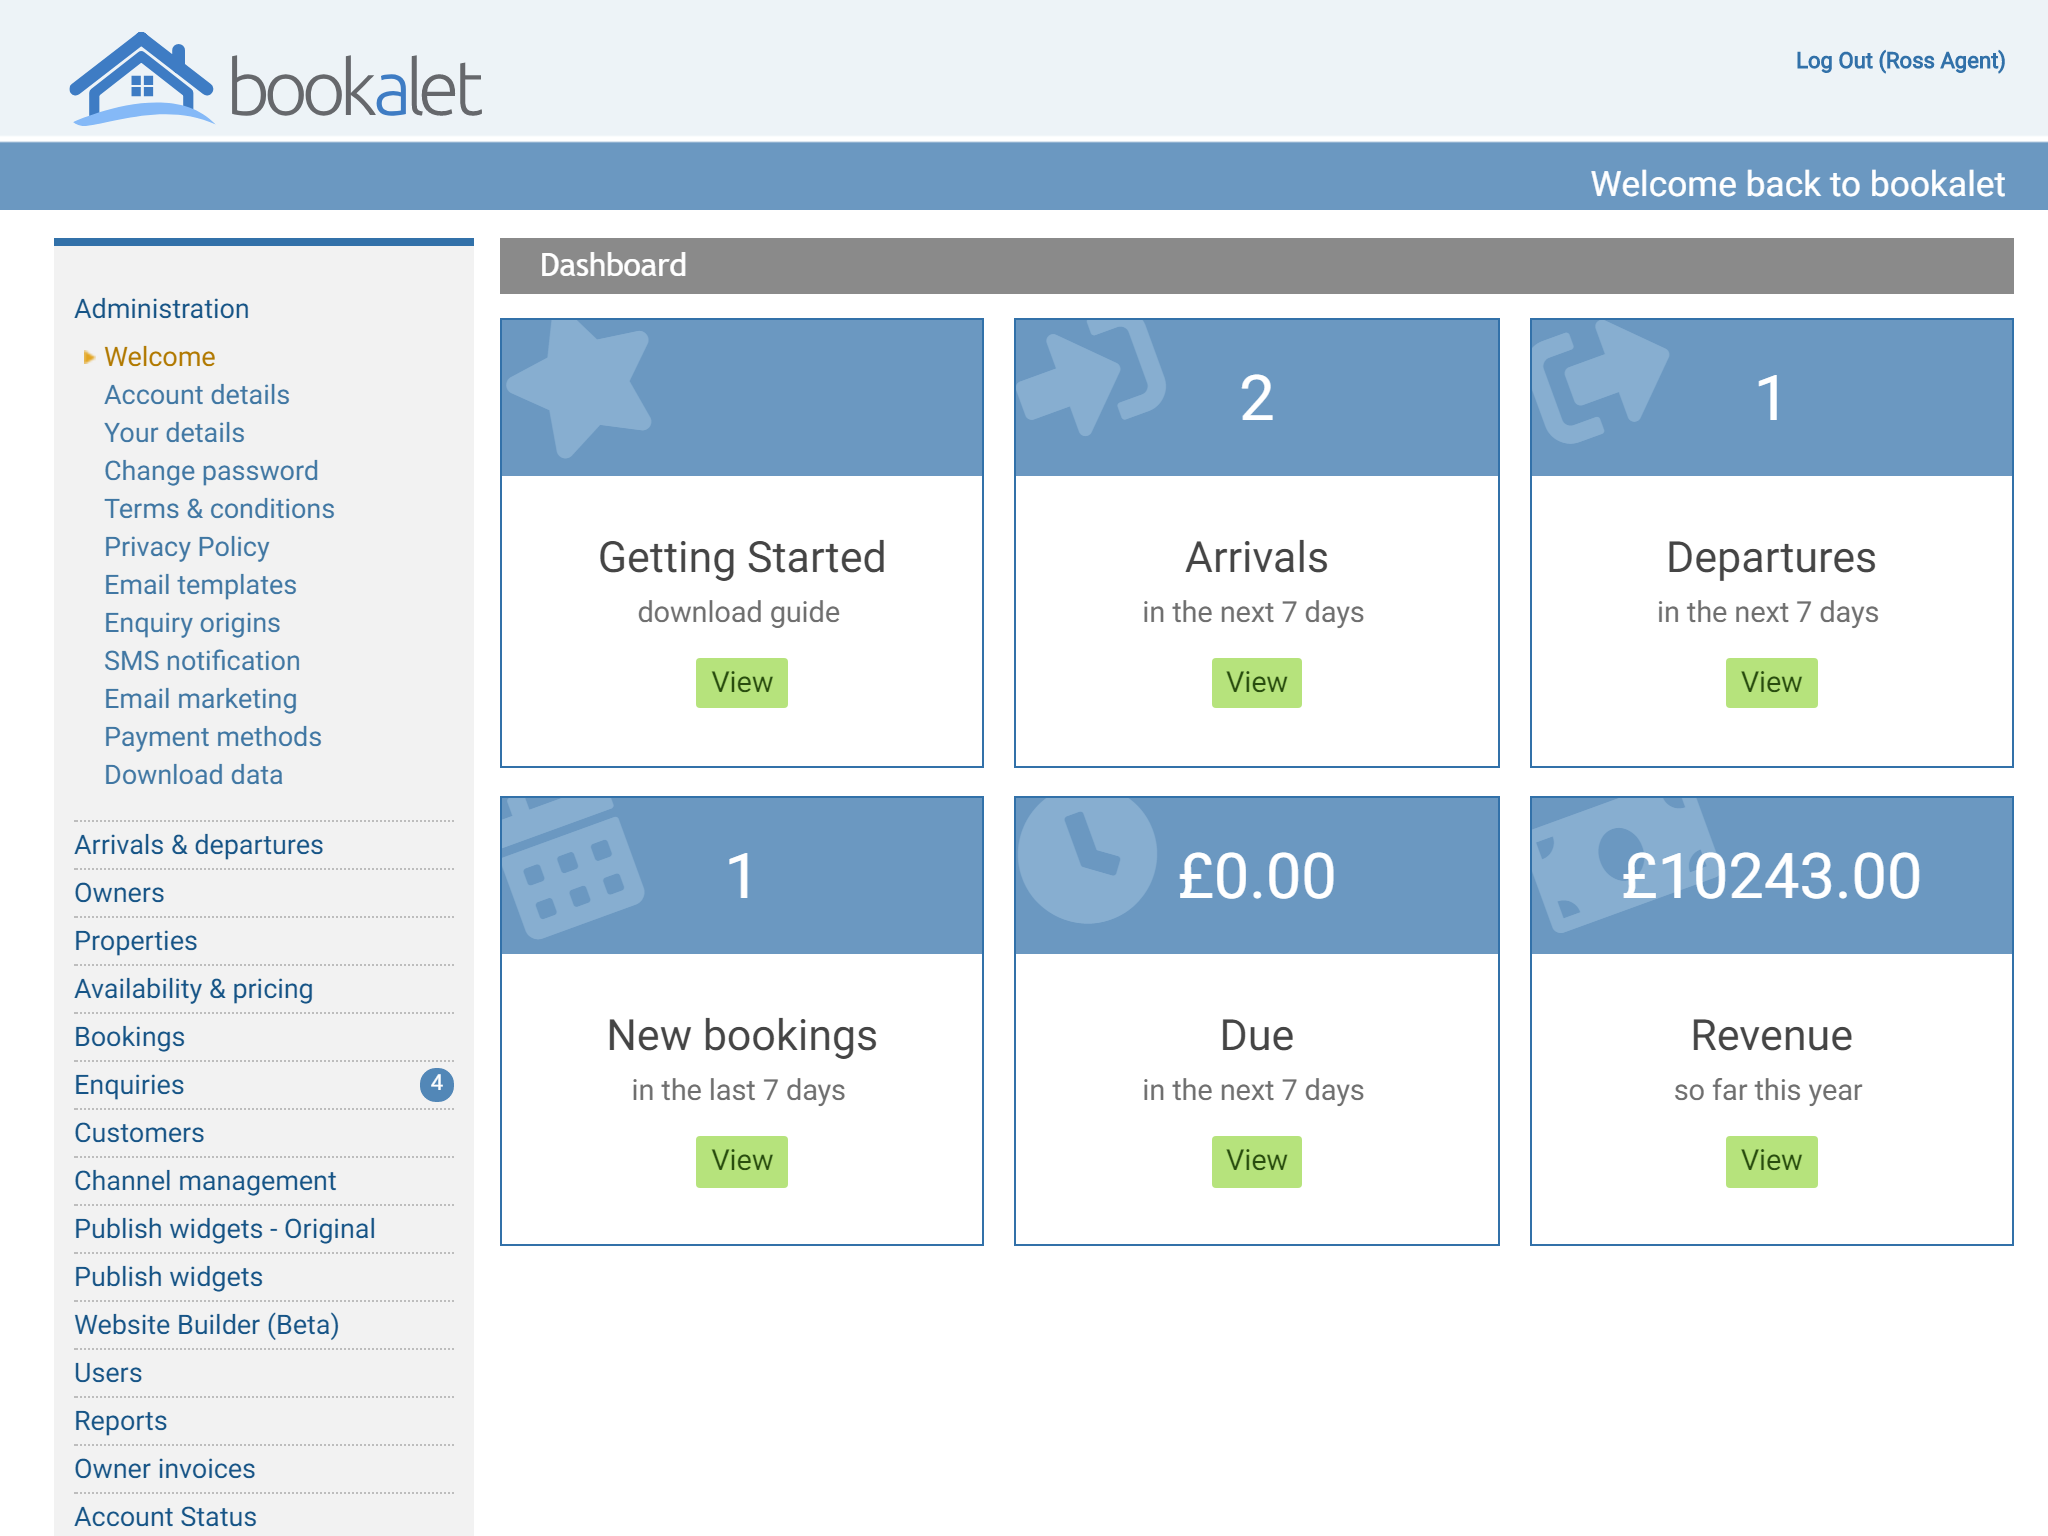 bookalet
Log Out (Ross Agent)
Welcome back to bookalet
Administration
Welcome
Account details
Your details
Change password
Terms & conditions
Privacy Policy
Email templates
Enquiry origins
SMS notification
Email marketing
Payment methods
Download data
Arrivals & departures
Owners
Properties
Availability & pricing
Bookings
Enquiries 4
Customers
Channel management
Publish widgets - Original
Publish widgets
Website Builder (Beta)
Users
Reports
Owner invoices
Account Status
Dashboard
Getting Started
download guide
View
2
Arrivals
in the next 7 days
View
1
Departures
in the next 7 days
View
1
New bookings
in the last 7 days
View
£0.00
Due
in the next 7 days
View
£10243.00
Revenue
so far this year
View